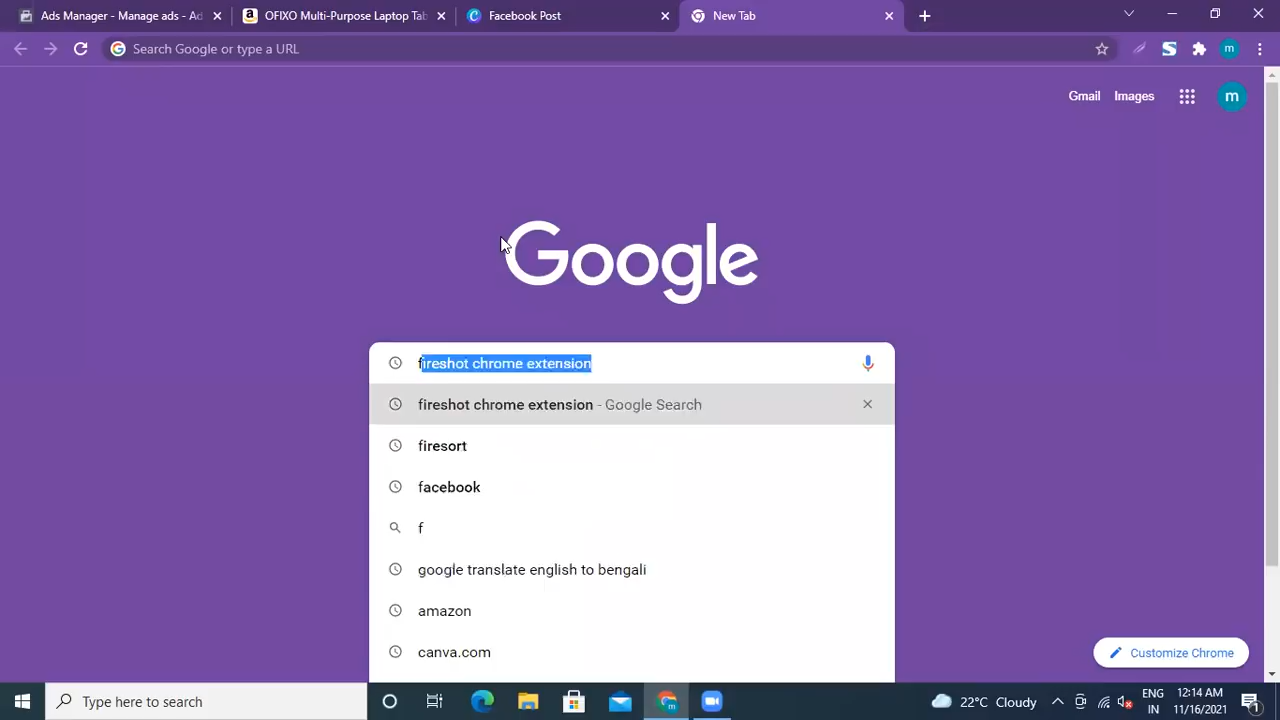 Ads Manager - Manage ads - Ad
OFIXO Multi-Purpose Laptop Tab
Facebook Post
New Tab
Search Google or type a URL
m
Gmail
Images
m
Google
fireshot chrome extension
fireshot chrome extension - Google Search
firesort
facebook
f
google translate english to bengali
amazon
canva.com
Customize Chrome
Type here to search
22°C Cloudy
ENG
IN
12:14 AM
11/16/2021
1